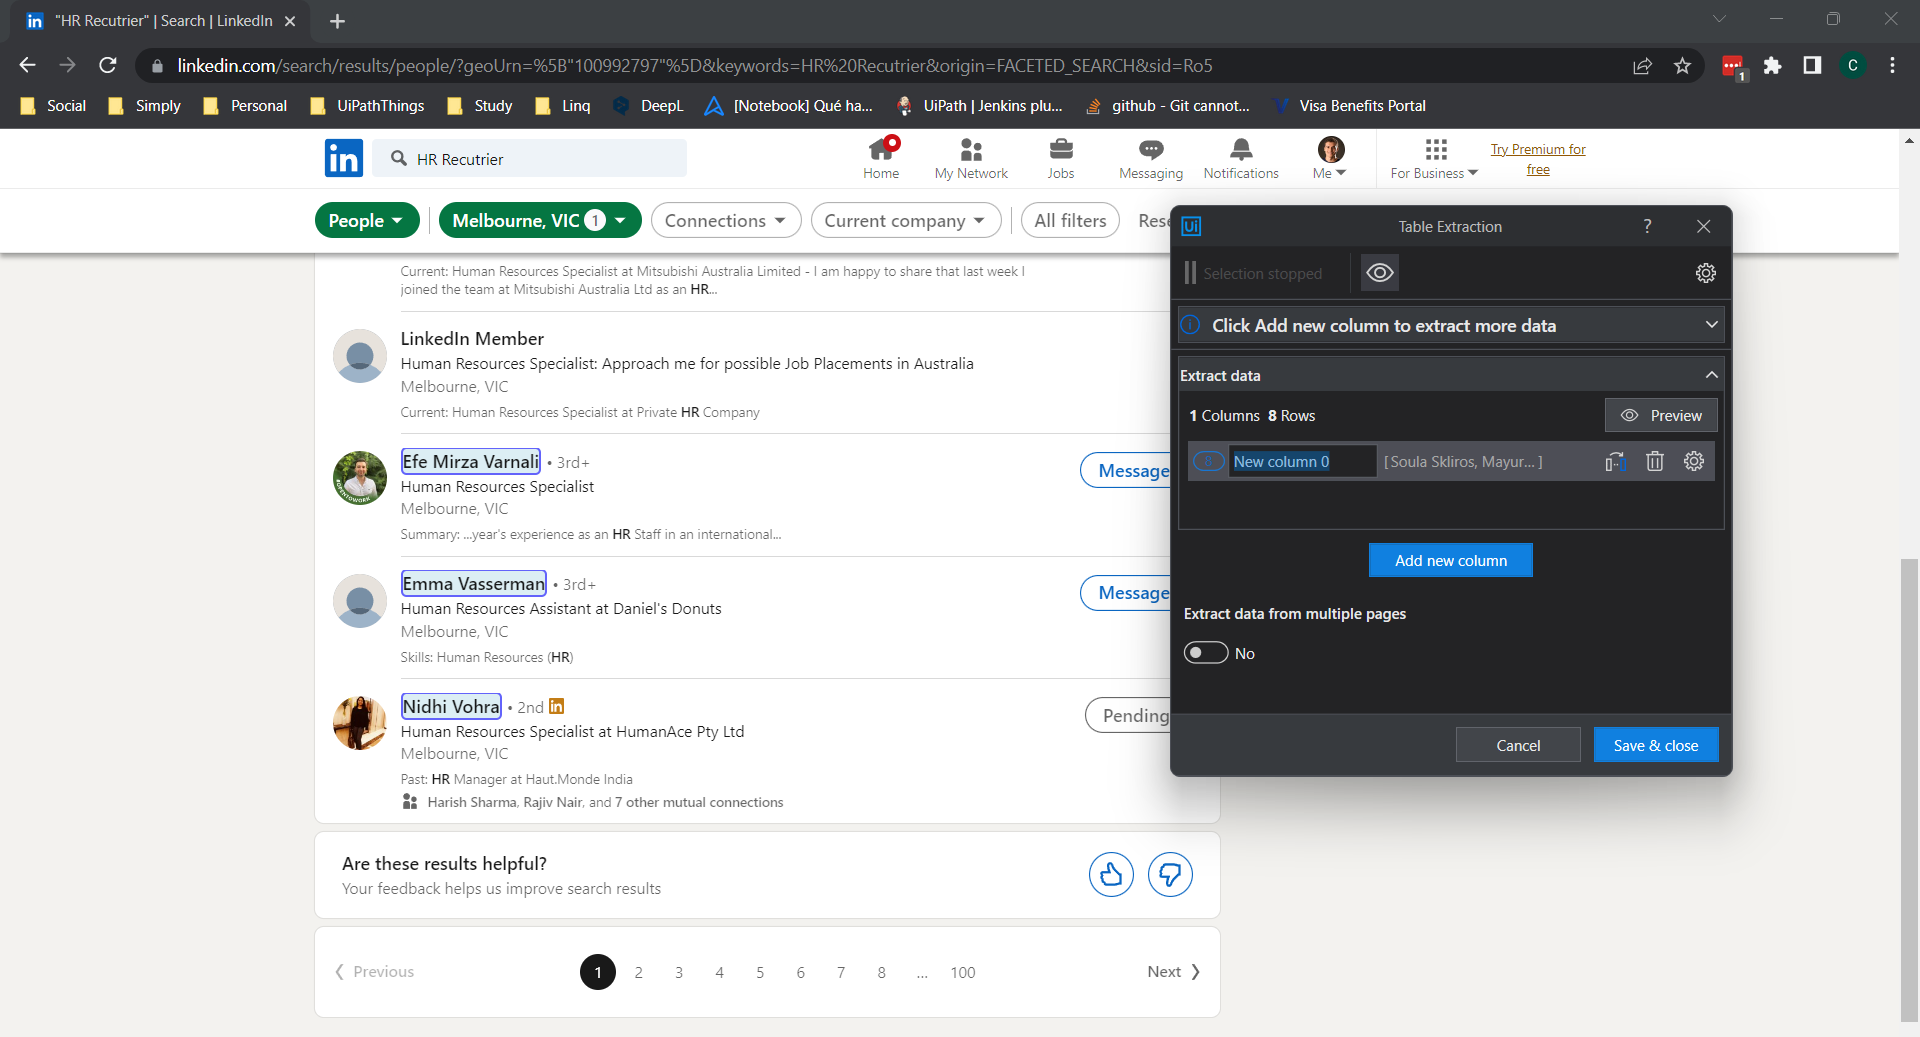 "HR Recutrier" | Search | LinkedIn
linkedin.com/search/results/people/?geoUrn=%5B"100992797"%5D&keywords=HR%20Recutrier&origin=FACETED_SEARCH&sid=Ro5
1
C
Social
Simply
Personal
UiPathThings
Study
Linq
DeepL
[Notebook] Qué ha...
UiPath | Jenkins plu...
github - Git cannot...
Visa Benefits Portal
in
HR Recutrier
Home
My Network
Jobs
Messaging
Notifications
Me
For Business
Try Premium for
free
People
Melbourne, VIC 1
Connections
Current company
All filters
Rese
Current: Human Resources Specialist at Mitsubishi Australia Limited - I am happy to share that last week I
joined the team at Mitsubishi Australia Ltd as an HR...
LinkedIn Member
Human Resources Specialist: Approach me for possible Job Placements in Australia
Melbourne, VIC
Current: Human Resources Specialist at Private HR Company
#OPENTOWORK
Efe Mirza Varnali • 3rd+
Human Resources Specialist
Melbourne, VIC
Summary: ...year's experience as an HR Staff in an international...
Message
Emma Vasserman • 3rd+
Human Resources Assistant at Daniel's Donuts
Melbourne, VIC
Skills: Human Resources (HR)
Message
Nidhi Vohra • 2nd in
Human Resources Specialist at HumanAce Pty Ltd
Melbourne, VIC
Past: HR Manager at Haut.Monde India
Harish Sharma, Rajiv Nair, and 7 other mutual connections
Pending
Are these results helpful?
Your feedback helps us improve search results
Previous
1 2 3 4 5 6 7 8 ... 100
Next
Ui
Table Extraction
?
Selection stopped
Click Add new column to extract more data
Extract data
1 Columns 8 Rows
Preview
8
New column 0
[ Soula Skliros, Mayur... ]
Add new column
Extract data from multiple pages
No
Cancel
Save & close